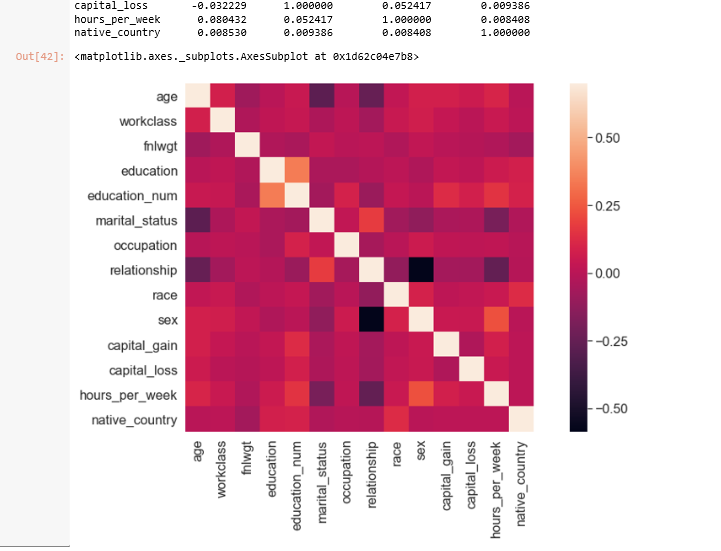 capital_loss -0.032229 1.000000 0.052417 0.009386
hours_per_week 0.080432 0.052417 1.000000 0.008408
native_country 0.008530 0.009386 0.008408 1.000000
Out[42]: <matplotlib.axes._subplots.AxesSubplot at 0x1d62c04e7b8>
age
workclass
fnlwgt
education
education_num
marital_status
occupation
relationship
race
sex
capital_gain
capital_loss
hours_per_week
native_country
age
workclass
fnlwgt
education
education_num
marital_status
occupation
relationship
race
sex
capital_gain
capital_loss
hours_per_week
native_country
0.50
0.25
0.00
−0.25
−0.50